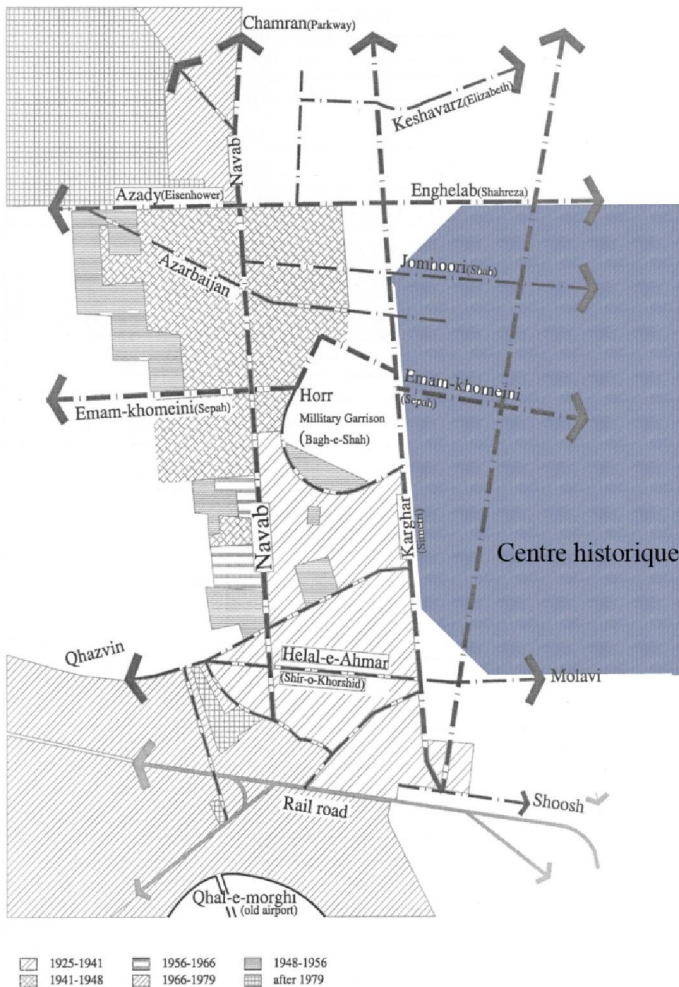 Chamran(Parkway)
Keshavarz(Elizabeth)
Navab
Azady(Eisenhower)
Enghelab(Shahreza)
Azarbaijan
Jomhoori(Shah)
Emam-khomeini
(Sepah)
Emam-khomeini(Sepah)
Horr
Millitary Garrison
(Bagh-e-Shah)
Navab
Karghar
(Simetri)
Centre historique
Qhazvin
Helal-e-Ahmar
(Shir-o-Khorshid)
Molavi
Rail road
Shoosh
Qhal-e-morghi
(old airport)
1925-1941
1956-1966
1948-1956
1941-1948
1966-1979
after 1979